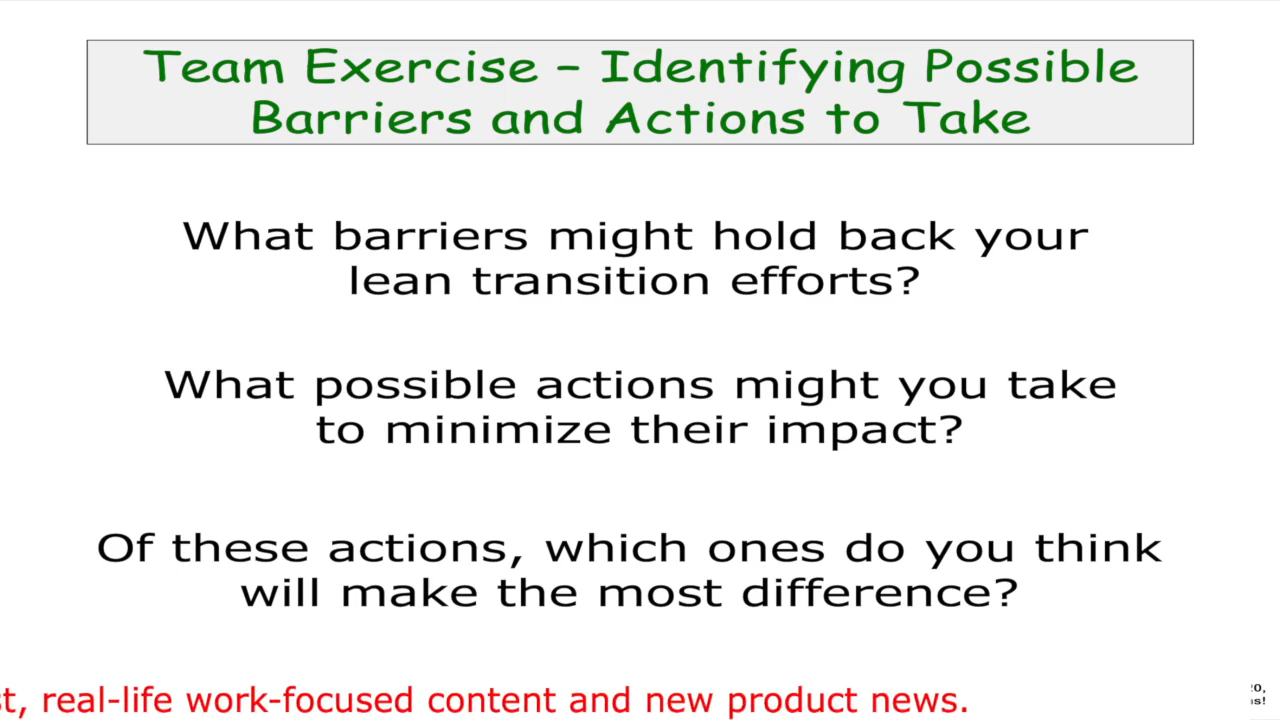 Team Exercise – Identifying Possible
Barriers and Actions to Take
What barriers might hold back your
lean transition efforts?
What possible actions might you take
to minimize their impact?
Of these actions, which ones do you think
will make the most difference?
real-life work-focused content and new product news.